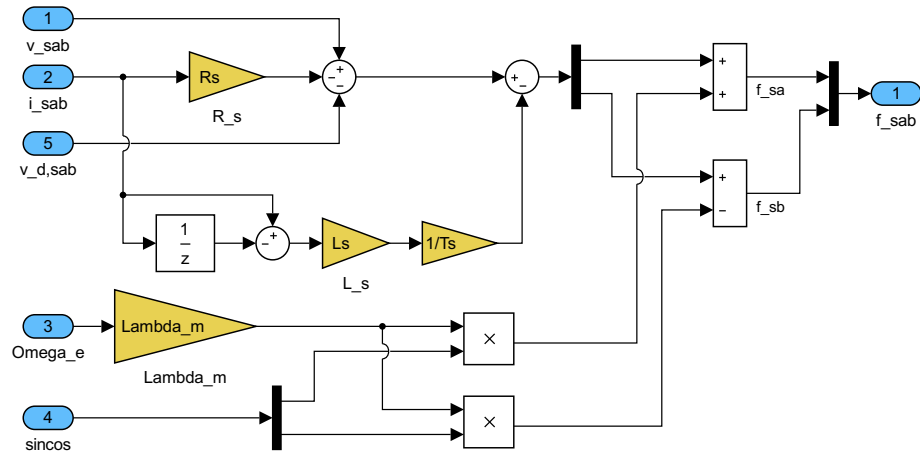 1
v_sab
2
i_sab
5
v_d,sab
Rs
R_s
+
−
−
+
−
1
z
+
−
Ls
L_s
1/Ts
+
+
f_sa
+
−
f_sb
1
f_sab
3
Omega_e
Lambda_m
Lambda_m
×
×
4
sincos